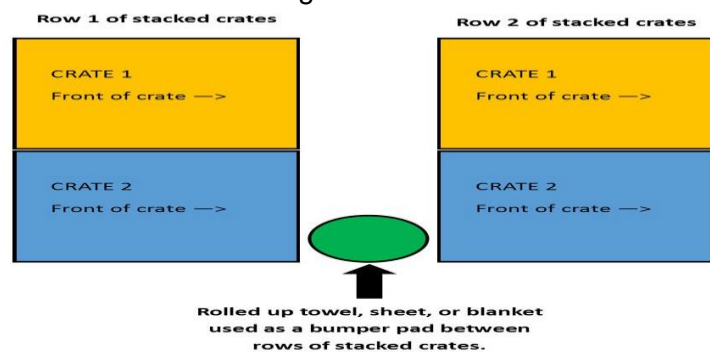 Row 1 of stacked crates
Row 2 of stacked crates
CRATE 1
Front of crate —>
CRATE 1
Front of crate —>
CRATE 2
Front of crate —>
CRATE 2
Front of crate —>
Rolled up towel, sheet, or blanket
used as a bumper pad between
rows of stacked crates.